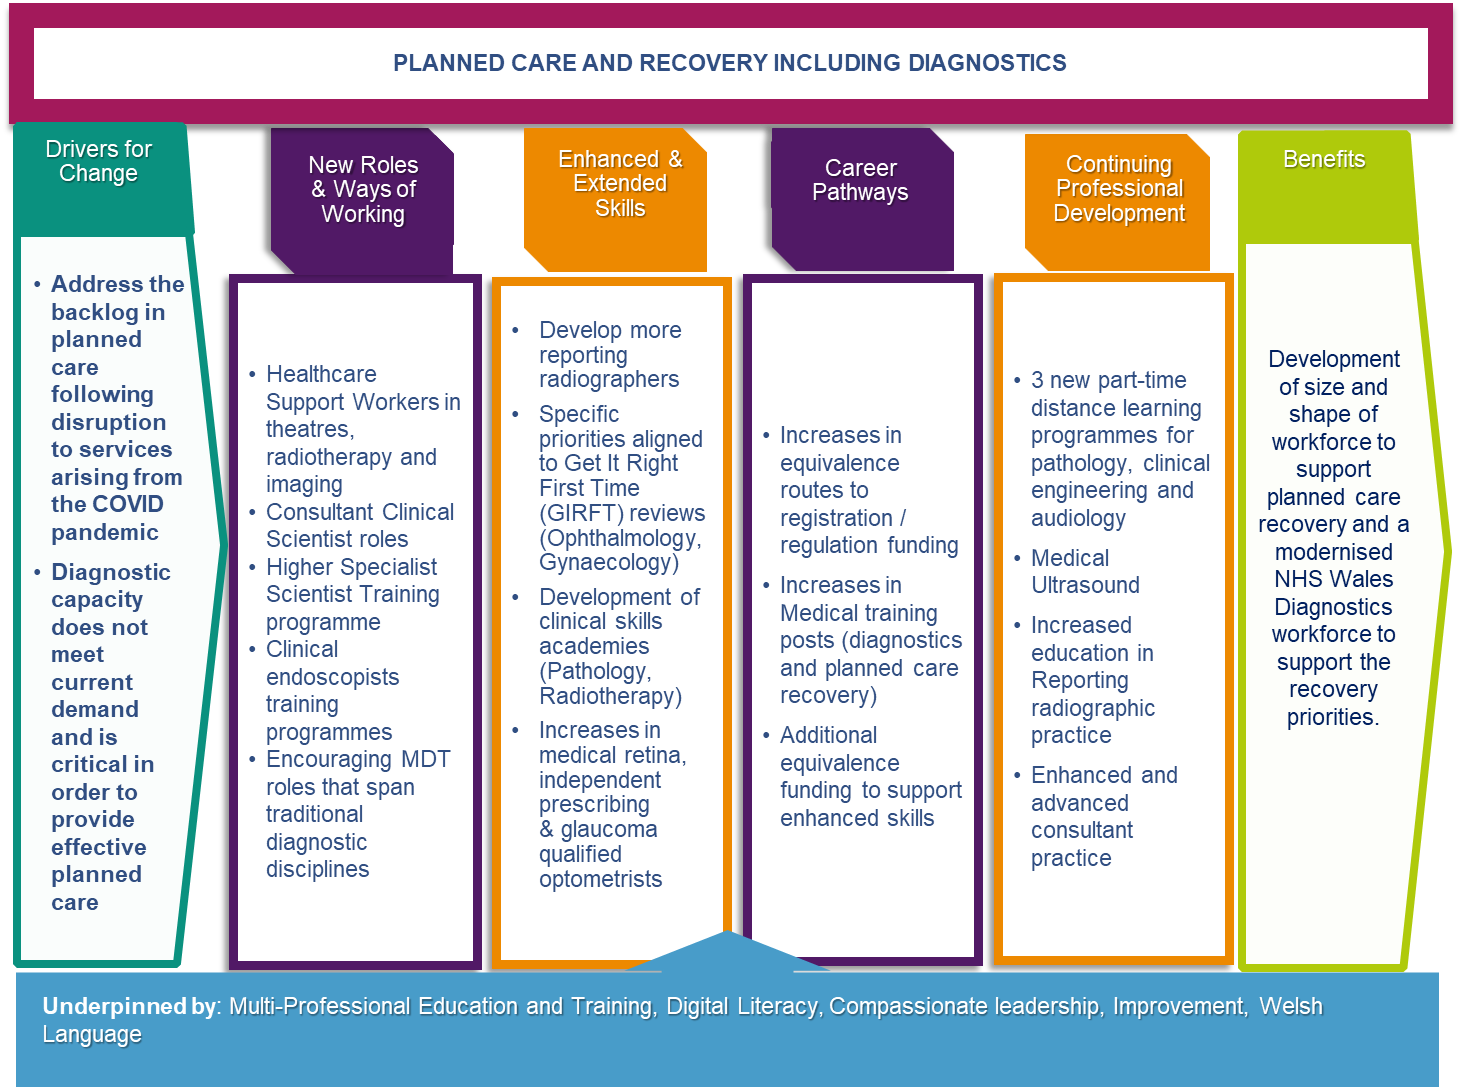 PLANNED CARE AND RECOVERY INCLUDING DIAGNOSTICS
Drivers for
Change
• Address the
backlog in
planned
care
following
disruption
to services
arising from
the COVID
pandemic
• Diagnostic
capacity
does not
meet
current
demand
and is
critical in
order to
provide
effective
planned
care
New Roles
& Ways of
Working
• Healthcare
Support Workers in
theatres,
radiotherapy and
imaging
• Consultant Clinical
Scientist roles
• Higher Specialist
Scientist Training
programme
• Clinical
endoscopists
training
programmes
• Encouraging MDT
roles that span
traditional
diagnostic
disciplines
Enhanced &
Extended
Skills
• Develop more
reporting
radiographers
• Specific
priorities aligned
to Get It Right
First Time
(GIRFT) reviews
(Ophthalmology,
Gynaecology)
• Development of
clinical skills
academies
(Pathology,
Radiotherapy)
• Increases in
medical retina,
independent
prescribing
& glaucoma
qualified
optometrists
Career
Pathways
• Increases in
equivalence
routes to
registration /
regulation funding
• Increases in
Medical training
posts (diagnostics
and planned care
recovery)
• Additional
equivalence
funding to support
enhanced skills
Continuing
Professional
Development
• 3 new part-time
distance learning
programmes for
pathology, clinical
engineering and
audiology
• Medical
Ultrasound
• Increased
education in
Reporting
radiographic
practice
• Enhanced and
advanced
consultant
practice
Benefits
Development
of size and
shape of
workforce to
support
planned care
recovery and a
modernised
NHS Wales
Diagnostics
workforce to
support the
recovery
priorities.
Underpinned by: Multi-Professional Education and Training, Digital Literacy, Compassionate leadership, Improvement, Welsh
Language